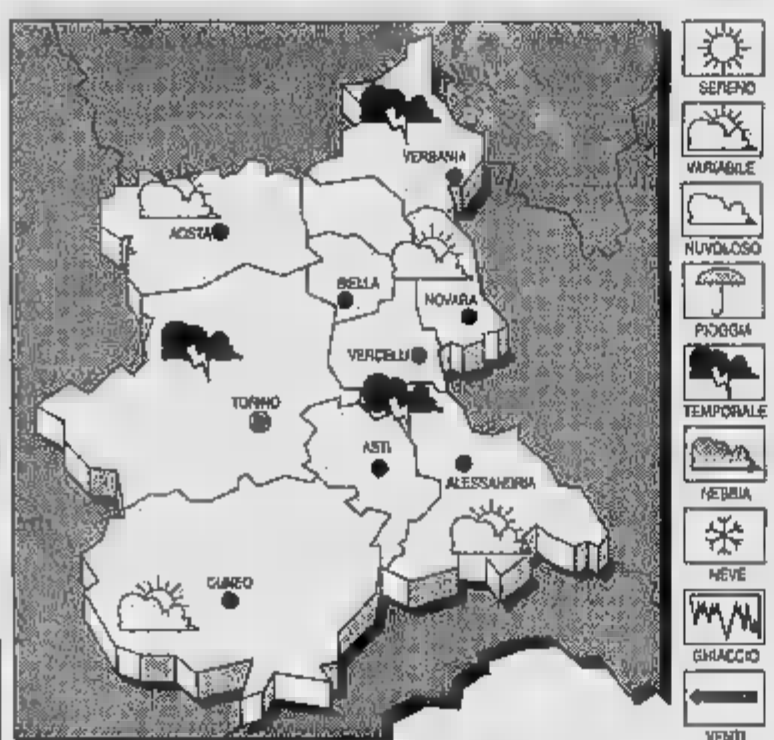 VERBANIA
AOSTA
BIELLA
NOVARA
VERCELLI
TORINO
ASTI
ALESSANDRIA
CUNEO
SERENO
VARIABILE
NUVOLOSO
PIOGGIA
TEMPORALE
NEBBIA
NEVE
GHIACCIO
VENTI